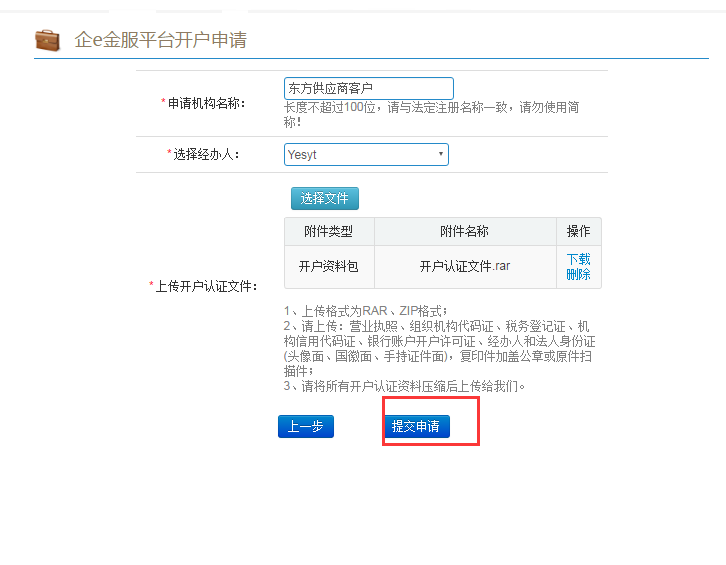 企e金服平台开户申请
*申请机构名称：
东方供应商客户
长度不超过100位，请与法定注册名称一致，请勿使用简
称！
*选择经办人：
Yesyt
选择文件
附件类型 附件名称 操作
开户资料包 开户认证文件.rar 下载
删除
*上传开户认证文件：
1、上传格式为RAR、ZIP格式；
2、请上传：营业执照、组织机构代码证、税务登记证、机
构信用代码证、银行账户开户许可证、经办人和法人身份证
(头像面、国徽面、手持证件面)，复印件加盖公章或原件扫
描件；
3、请将所有开户认证资料压缩后上传给我们。
上一步 提交申请